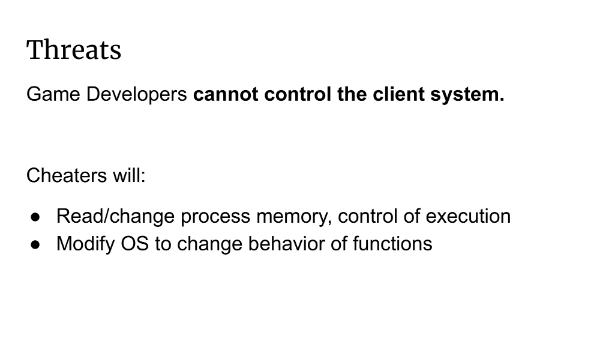 Threats
Game Developers cannot control the client system.
Cheaters will:
● Read/change process memory, control of execution
● Modify OS to change behavior of functions